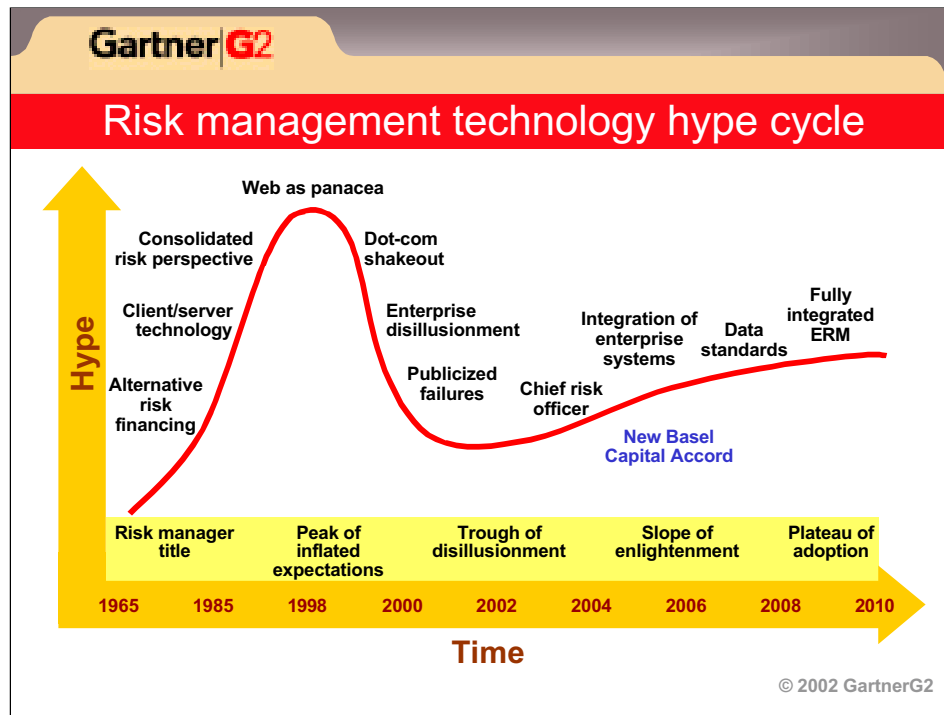 Gartner G2
Risk management technology hype cycle
Web as panacea
Consolidated
risk perspective
Dot-com
shakeout
Client/server
technology
Enterprise
disillusionment
Alternative
risk
financing
Publicized
failures
Chief risk
officer
Integration of
enterprise
systems
Data
standards
Fully
integrated
ERM
New Basel
Capital Accord
Hype
Risk manager
title
Peak of
inflated
expectations
Trough of
disillusionment
Slope of
enlightenment
Plateau of
adoption
1965 1985 1998 2000 2002 2004 2006 2008 2010
Time
© 2002 GartnerG2